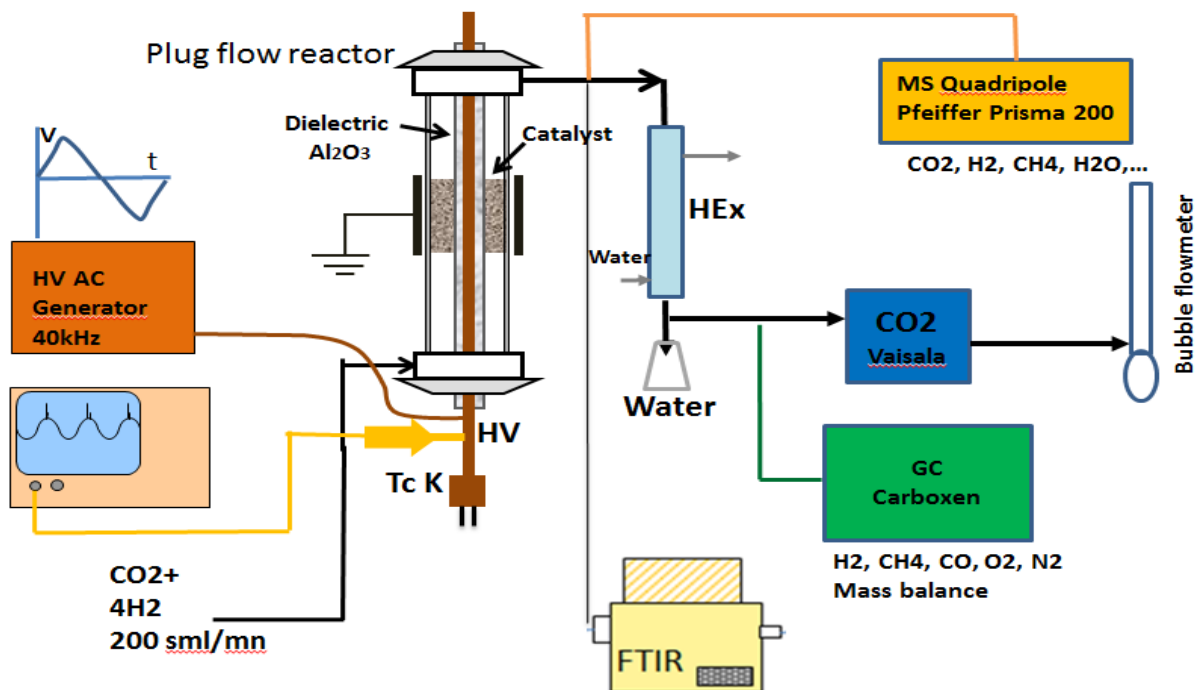 Plug flow reactor
MS Quadripole
Pfeiffer Prisma 200
CO2, H2, CH4, H2O,...
Dielectric
Al2O3
Catalyst
V
t
HEx
Water
HV AC
Generator
40kHz
CO2
Vaisala
Bubble flowmeter
Water
HV
Tc K
GC
Carboxen
H2, CH4, CO, O2, N2
Mass balance
CO2+
4H2
200 sml/mn
FTIR